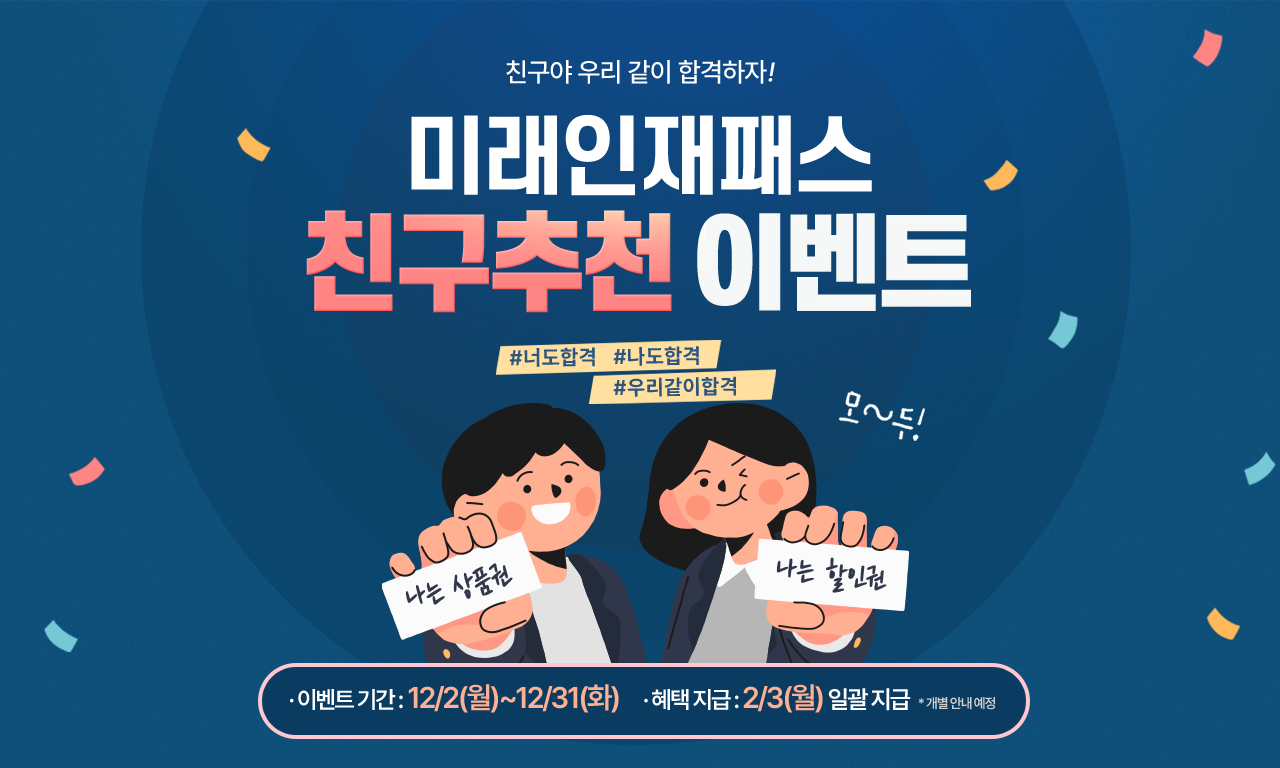 친구야 우리 같이 합격하자!
미래인재패스
친구추천 이벤트
#너도합격 #나도합격
#우리같이합격
모~두!
나는 상품권
나는 할인권
· 이벤트 기간 : 12/2(월)~12/31(화) · 혜택 지급 : 2/3(월) 일괄 지급 * 개별 안내 예정